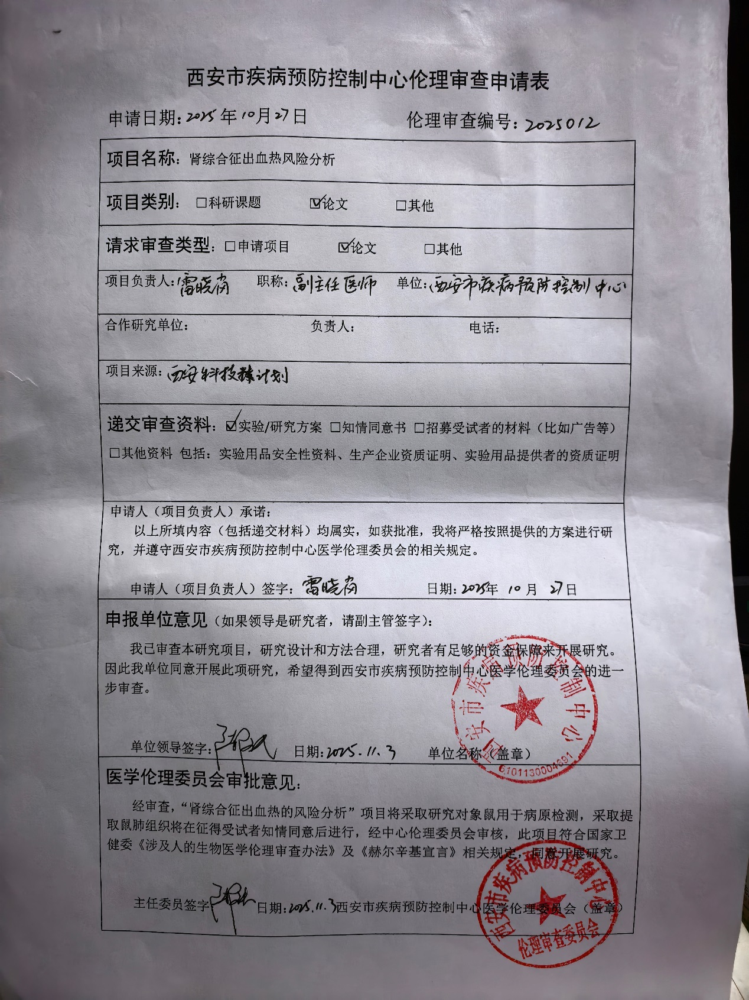 西安市疾病预防控制中心伦理审查申请表
申请日期：2025年10月27日 伦理审查编号：2025012
项目名称：肾综合征出血热风险分析
项目类别：□科研课题 ☑论文 □其他
请求审查类型：□申请项目 ☑论文 □其他
项目负责人：雷晓岗 职称：副主任医师 单位：西安市疾病预防控制中心
合作研究单位： 负责人： 电话：
项目来源：西安科技计划
递交审查资料：☑实验/研究方案 □知情同意书 □招募受试者的材料（比如广告等）
□其他资料 包括：实验用品安全性资料、生产企业资质证明、实验用品提供者的资质证明
申请人（项目负责人）承诺：
以上所填内容（包括递交材料）均属实，如获批准，我将严格按照提供的方案进行研
究，并遵守西安市疾病预防控制中心医学伦理委员会的相关规定。
申请人（项目负责人）签字：雷晓岗 日期：2025年10月27日
申报单位意见（如果领导是研究者，请副主管签字）：
我已审查本研究项目，研究设计和方法合理，研究者有足够的资金保障来开展研究。
因此我单位同意开展此项研究，希望得到西安市疾病预防控制中心医学伦理委员会的进一
步审查。
单位领导签字： 日期：2025.11.3 单位名称（盖章）
西安市疾病预防控制中心
6101130004691
医学伦理委员会审批意见：
经审查，“肾综合征出血热的风险分析”项目将采取研究对象鼠用于病原检测，采取提
取鼠肺组织将在征得受试者知情同意后进行，经中心伦理委员会审核，此项目符合国家卫
健委《涉及人的生物医学伦理审查办法》及《赫尔辛基宣言》相关规定，同意开展研究。
主任委员签字 日期：2025.11.3西安市疾病预防控制中心医学伦理委员会（盖章）
西安市疾病预防控制中心
伦理审查委员会